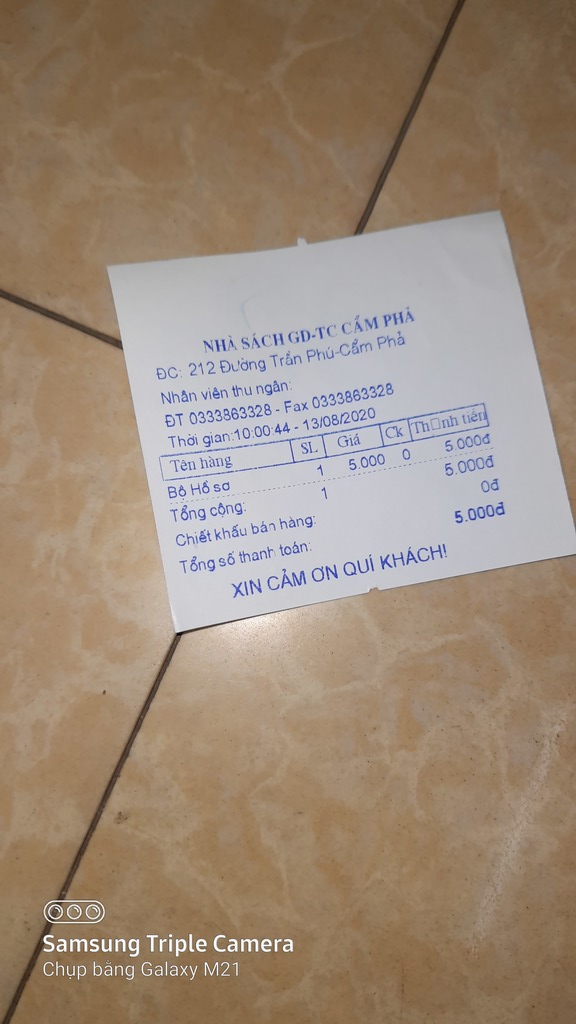 NHÀ SÁCH GD-TC CẨM PHẢ
ĐC: 212 Đường Trần Phú-Cẩm Phả
Nhân viên thu ngân:
ĐT 0333863328 - Fax 0333863328
Thời gian:10:00:44 - 13/08/2020
Tên hàng SL Giá Ck Th□nh tiền
Bộ Hồ sơ 1 5.000 0 5.000đ
Tổng cộng: 1 5.000đ
Chiết khấu bán hàng: 0đ
Tổng số thanh toán: 5.000đ
XIN CẢM ƠN QUÍ KHÁCH!
Samsung Triple Camera
Chụp bằng Galaxy M21